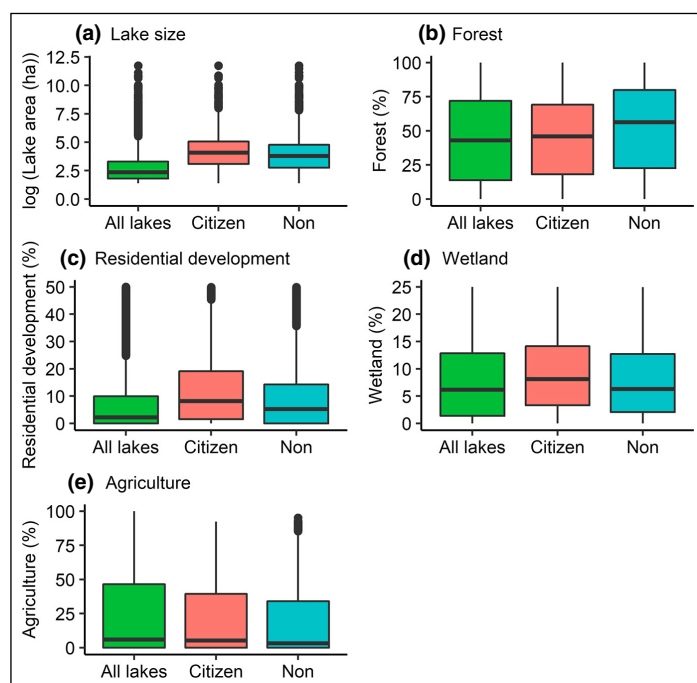 (a) Lake size
log (Lake area (ha))
12.5
10.0
7.5
5.0
2.5
0.0
All lakes Citizen Non
(b) Forest
Forest (%)
100
75
50
25
0
All lakes Citizen Non
(c) Residential development
Residential development (%)
50
40
30
20
10
0
All lakes Citizen Non
(d) Wetland
Wetland (%)
25
20
15
10
5
0
All lakes Citizen Non
(e) Agriculture
Agriculture (%)
100
75
50
25
0
All lakes Citizen Non